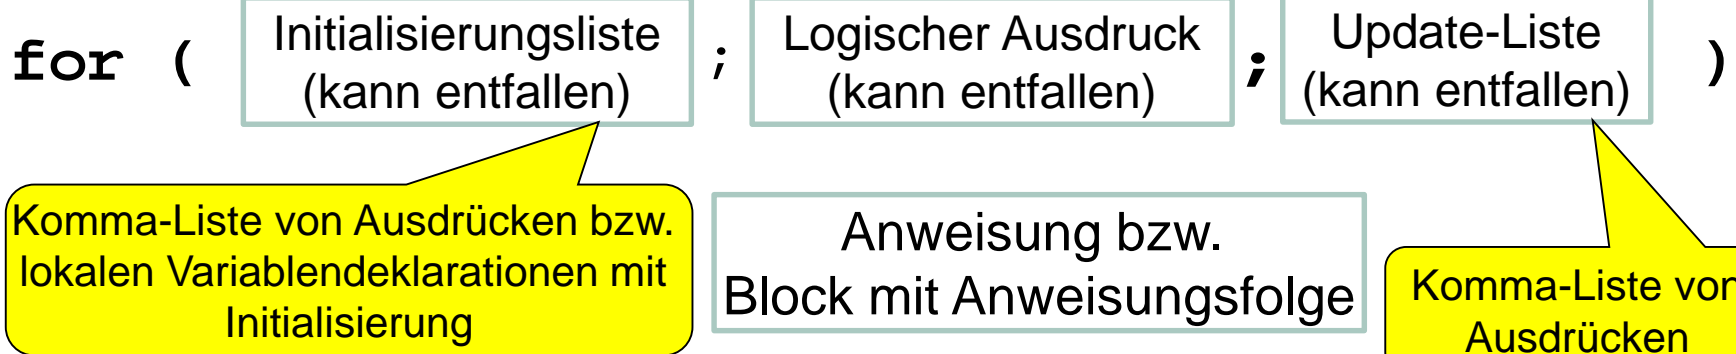 for ( Initialisierungsliste (kann entfallen) ; Logischer Ausdruck (kann entfallen) ; Update-Liste (kann entfallen) )
Komma-Liste von Ausdrücken bzw.
lokalen Variablendeklarationen mit
Initialisierung
Anweisung bzw.
Block mit Anweisungsfolge
Komma-Liste von
Ausdrücken